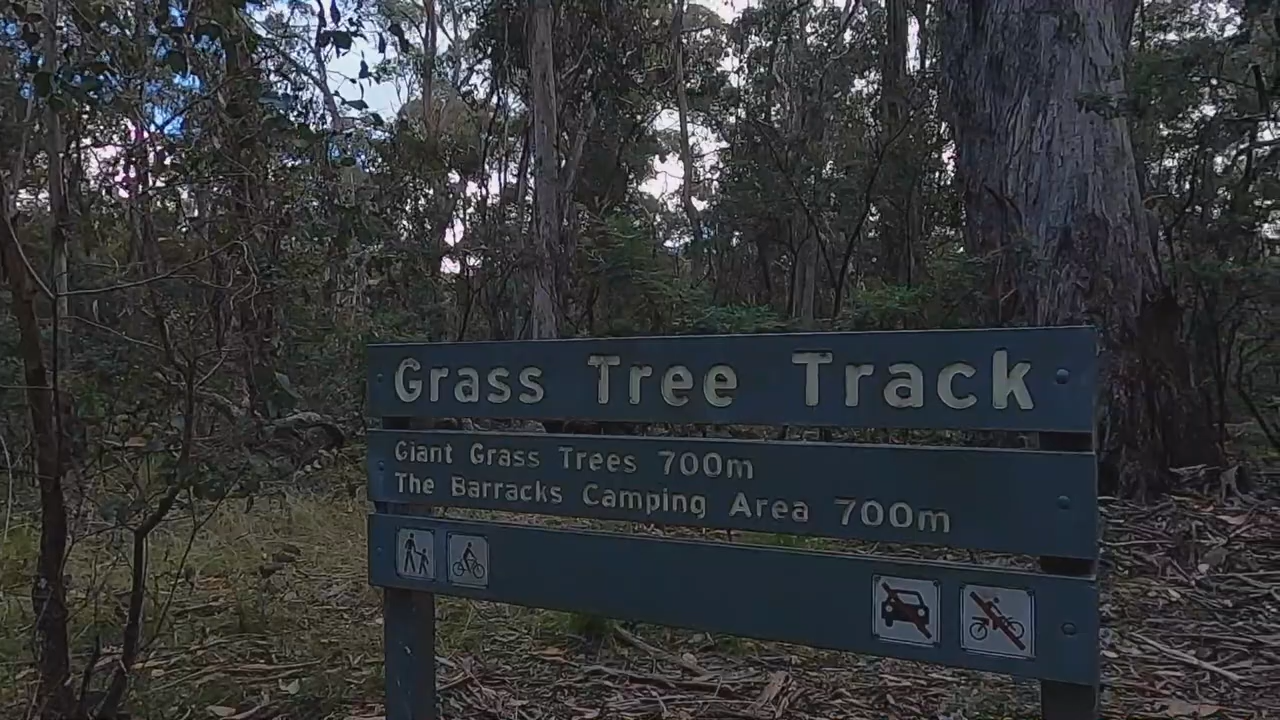 Grass Tree Track
Giant Grass Trees 700m
The Barracks Camping Area 700m